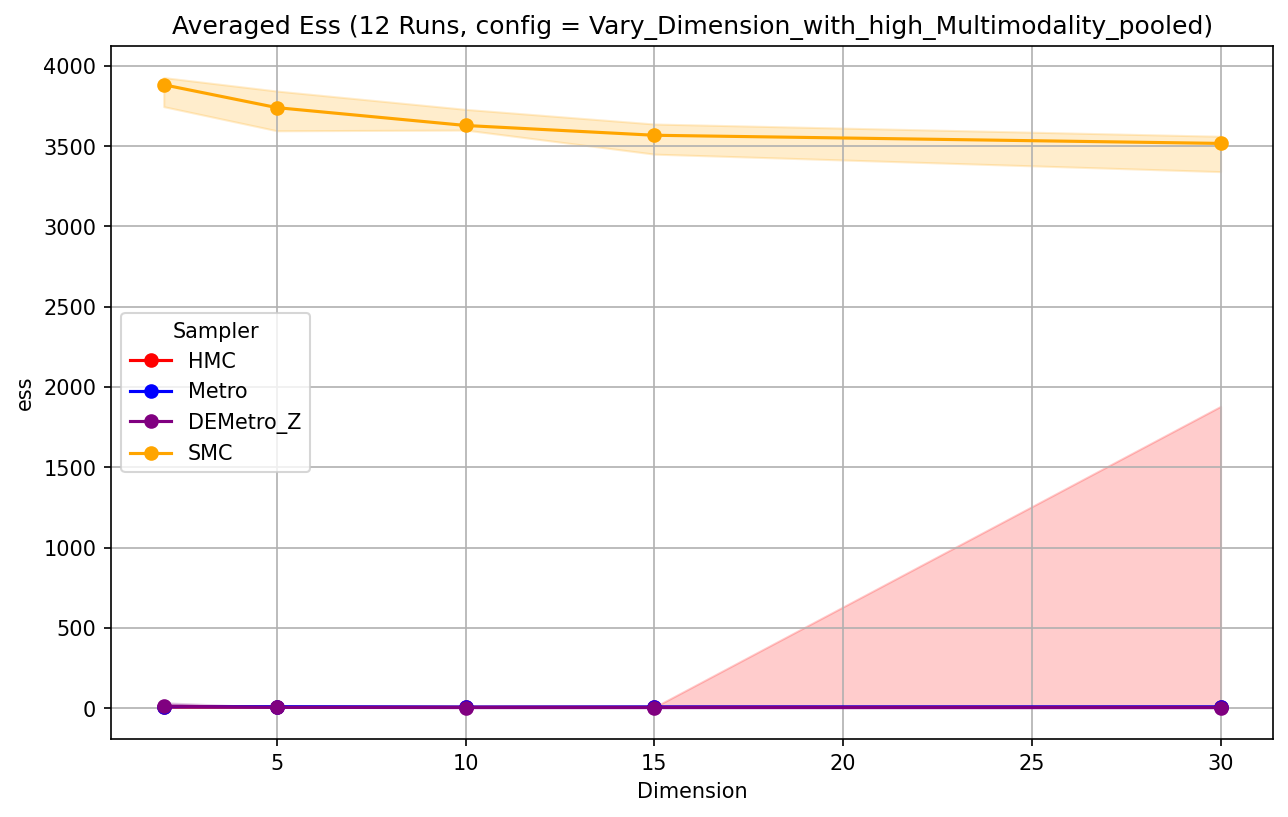 Averaged Ess (12 Runs, config = Vary_Dimension_with_high_Multimodality_pooled)
4000
3500
3000
2500
2000
1500
1000
500
0
ess
Sampler
HMC
Metro
DEMetro_Z
SMC
5 10 15 20 25 30
Dimension